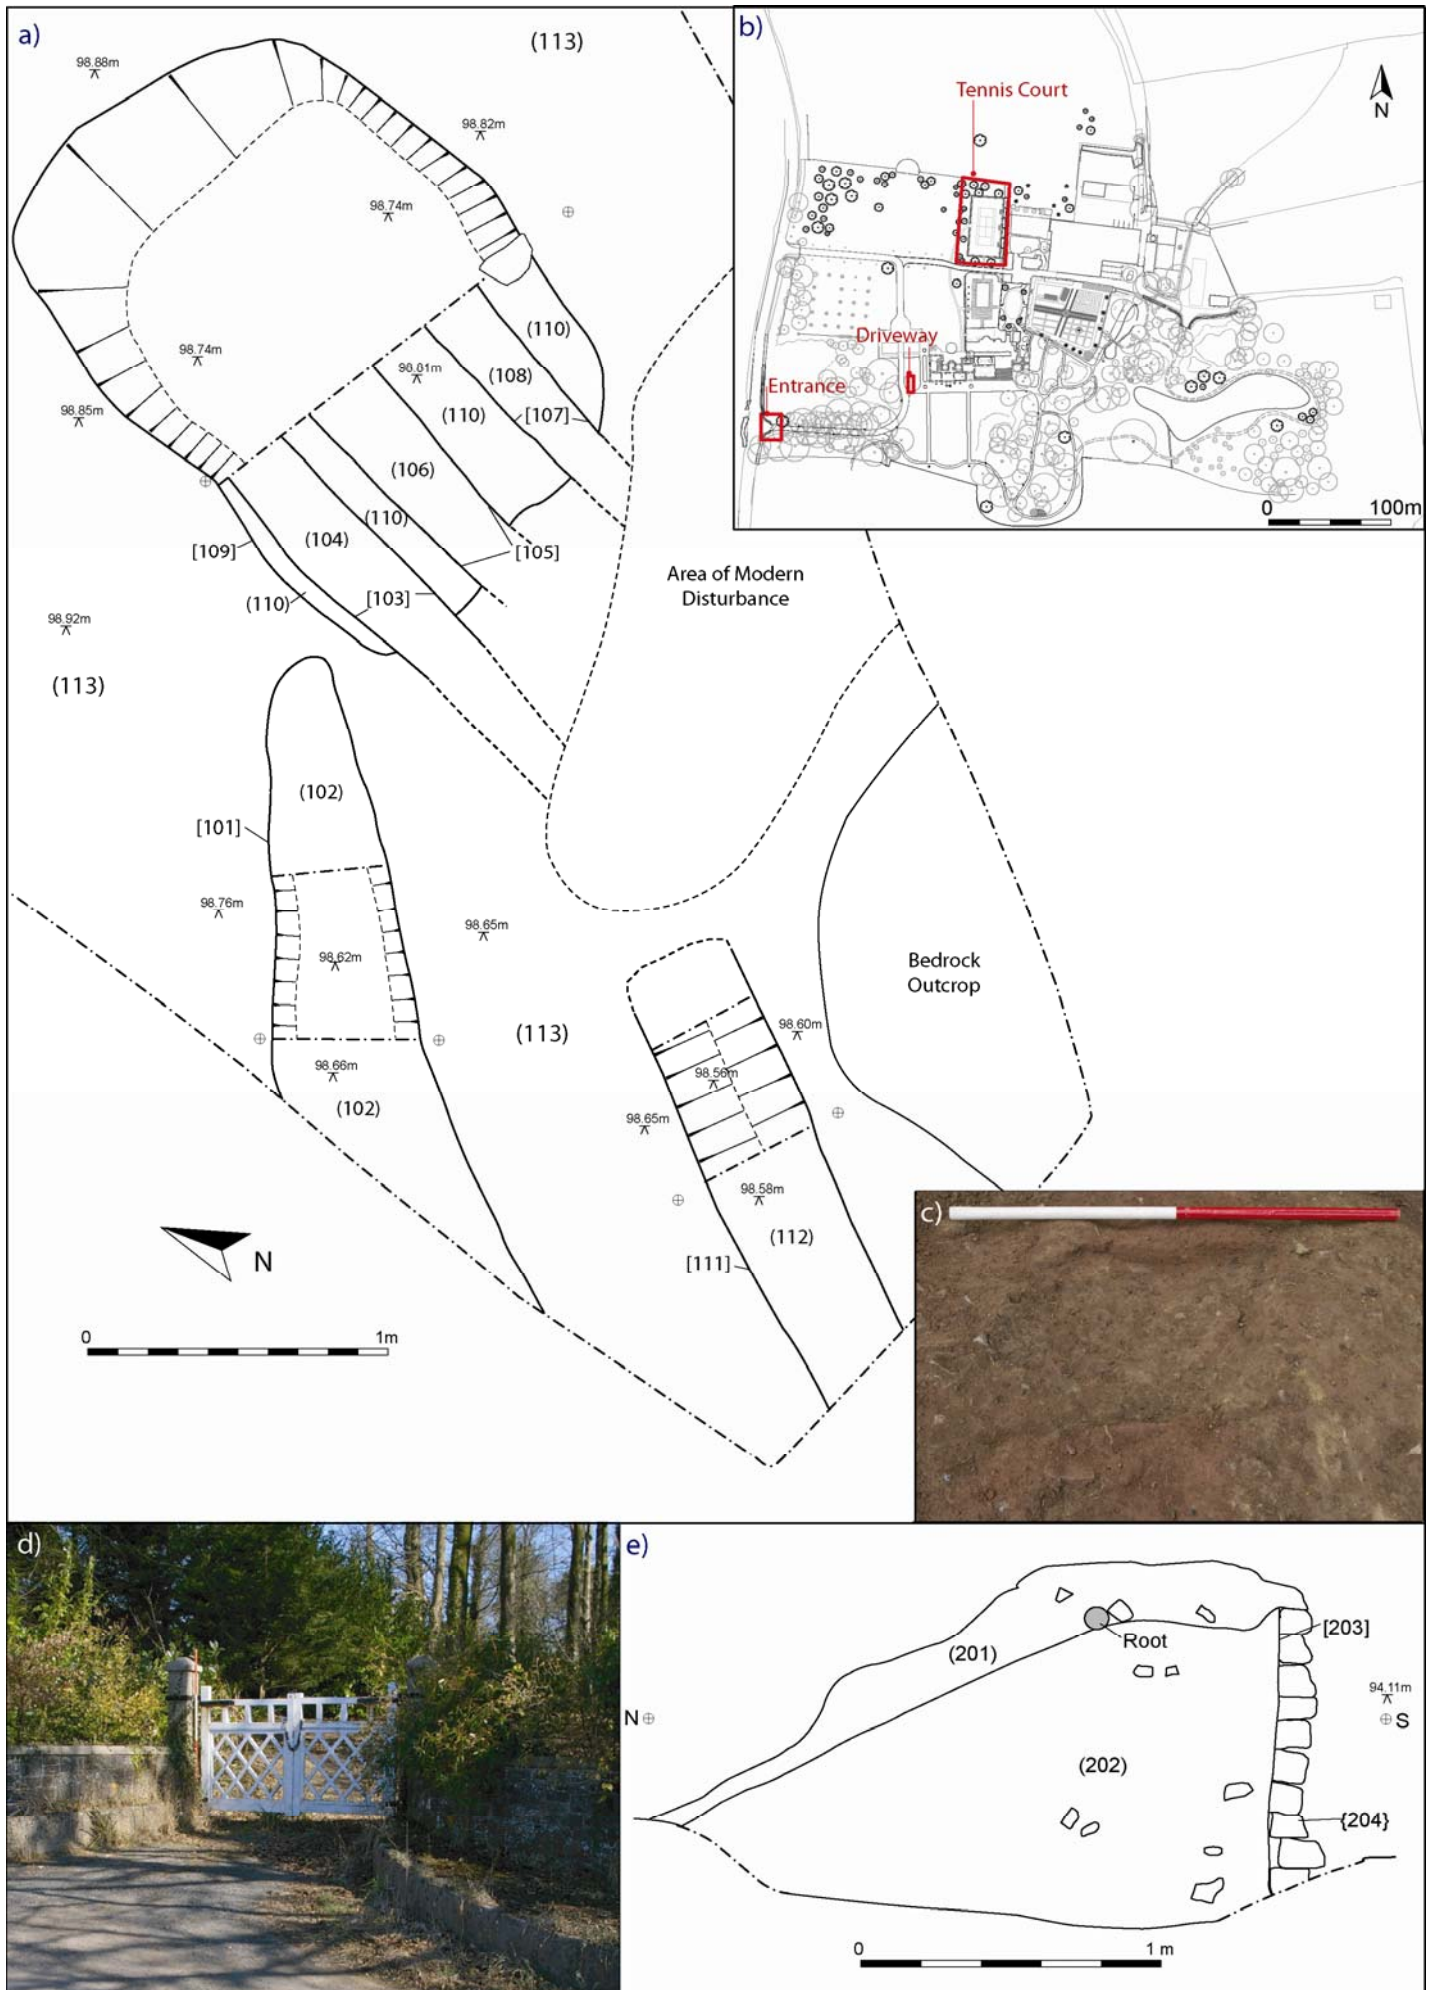 a)
(113)
98.88m
98.82m
98.74m
98.74m
98.85m
(110)
98.81m
(108)
(110)
[107]
(106)
(110)
(104)
[105]
[109]
(110)
[103]
98.92m
(113)
Area of Modern
Disturbance
(102)
[101]
98.76m
98.65m
98.62m
Bedrock
Outcrop
(113)
98.60m
98.66m
98.56m
(102)
98.65m
98.58m
(112)
[111]
N
0 1m
b)
Tennis Court
N
Driveway
Entrance
0 100m
c)
d)
e)
[203]
Root
(201)
94.11m
N
S
(202)
{204}
0 1 m